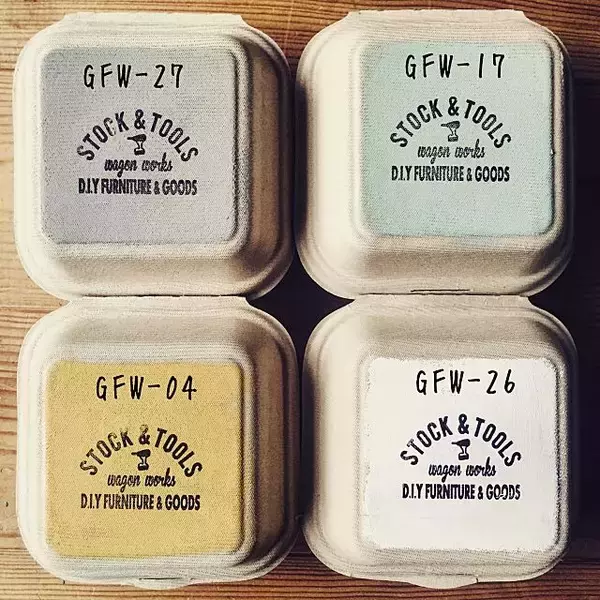 GFW-27
STOCK & TOOLS
wagon works
D.I.Y FURNITURE & GOODS
GFW-17
STOCK & TOOLS
wagon works
D.I.Y FURNITURE & GOODS
GFW-04
STOCK & TOOLS
wagon works
D.I.Y FURNITURE & GOODS
GFW-26
STOCK & TOOLS
wagon works
D.I.Y FURNITURE & GOODS